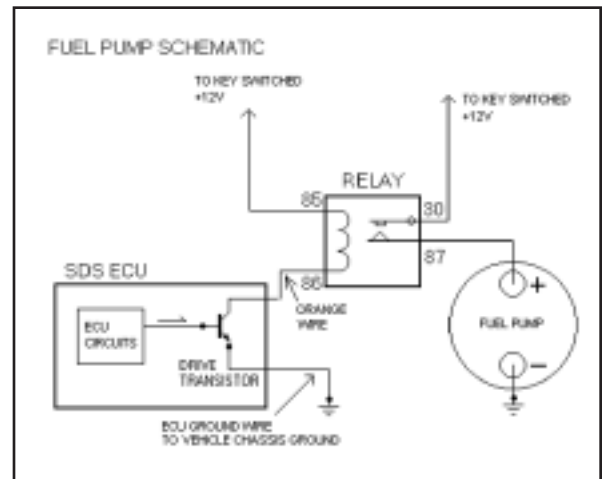 FUEL PUMP SCHEMATIC
TO KEY SWITCHED
+12V
TO KEY SWITCHED
+12V
RELAY
85
30
87
86
SDS ECU
ORANGE
WIRE
ECU
CIRCUITS
DRIVE
TRANSISTOR
+
FUEL PUMP
-
ECU GROUND WIRE
TO VEHICLE CHASSIS GROUND